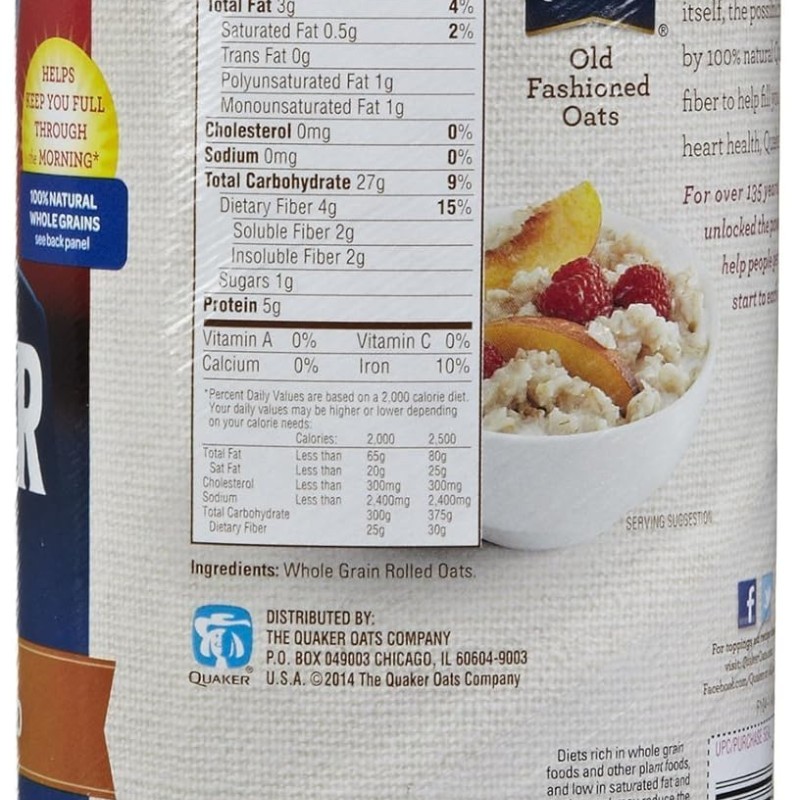 HELPS
KEEP YOU FULL
THROUGH
the MORNING*
100% NATURAL
WHOLE GRAINS
see back panel
R
Total Fat 3g 4%
Saturated Fat 0.5g 2%
Trans Fat 0g
Polyunsaturated Fat 1g
Monounsaturated Fat 1g
Cholesterol 0mg 0%
Sodium 0mg 0%
Total Carbohydrate 27g 9%
Dietary Fiber 4g 15%
Soluble Fiber 2g
Insoluble Fiber 2g
Sugars 1g
Protein 5g
Vitamin A 0% Vitamin C 0%
Calcium 0% Iron 10%
*Percent Daily Values are based on a 2,000 calorie diet.
Your daily values may be higher or lower depending
on your calorie needs:
Calories: 2,000 2,500
Total Fat Less than 65g 80g
Sat Fat Less than 20g 25g
Cholesterol Less than 300mg 300mg
Sodium Less than 2,400mg 2,400mg
Total Carbohydrate 300g 375g
Dietary Fiber 25g 30g
Ingredients: Whole Grain Rolled Oats.
QUAKER®
DISTRIBUTED BY:
THE QUAKER OATS COMPANY
P.O. BOX 049003 CHICAGO, IL 60604-9003
U.S.A. ©2014 The Quaker Oats Company
®
Old
Fashioned
Oats
itself, the
by 100% natural
fiber to help
heart health,
For over 135
unlocked the
help people
start to
SERVING SUGGESTION
f
For toppings
visit
Facebook.com/Quaker
UPC/PURCHASE
Diets rich in whole grain
foods and other plant foods,
and low in saturated fat and